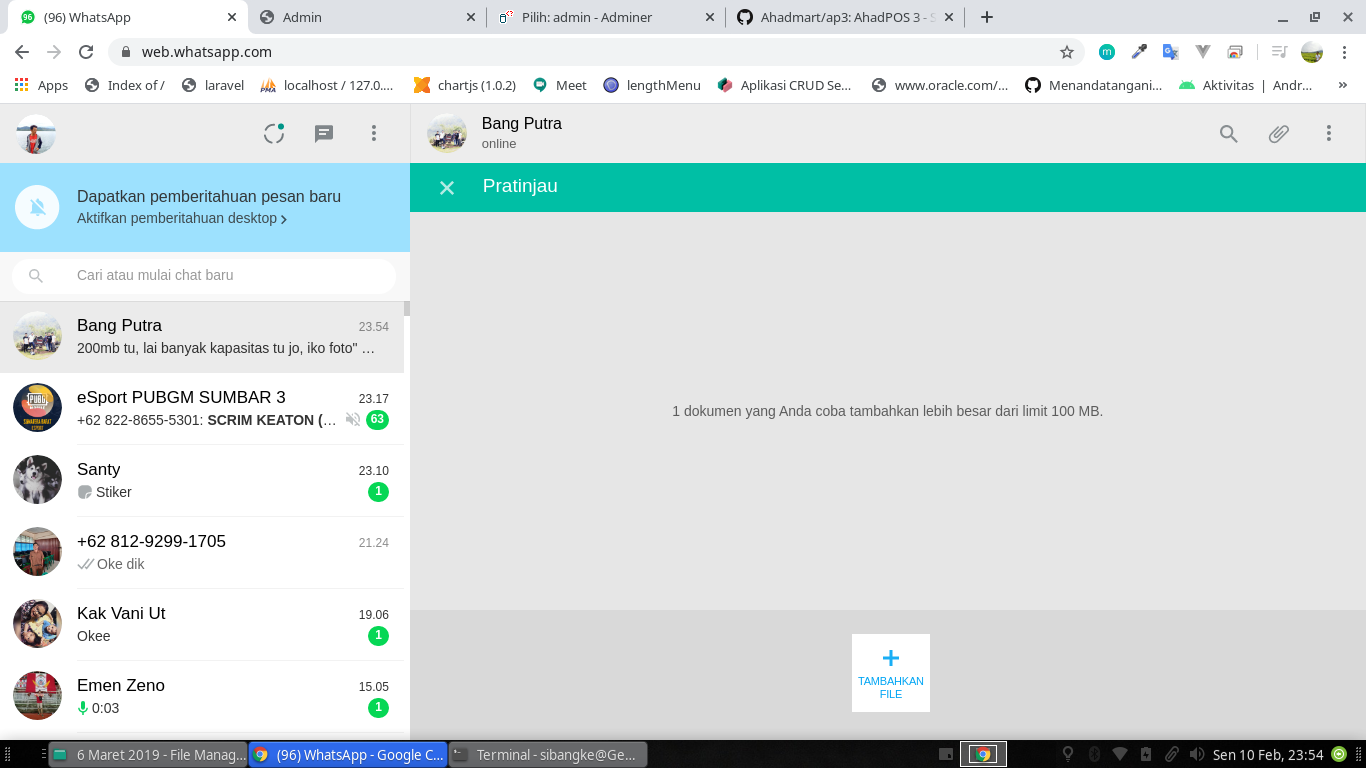 96
(96) WhatsApp
Admin
Pilih: admin - Adminer
Ahadmart/ap3: AhadPOS 3 - S
web.whatsapp.com
m
Apps
Index of /
laravel
PMA
localhost / 127.0....
chartjs (1.0.2)
Meet
lengthMenu
Aplikasi CRUD Se...
www.oracle.com/...
Menandatangani...
Aktivitas | Andr...
»
Bang Putra
online
Dapatkan pemberitahuan pesan baru
Aktifkan pemberitahuan desktop
Cari atau mulai chat baru
Pratinjau
Bang Putra
23.54
200mb tu, lai banyak kapasitas tu jo, iko foto" ...
PUBG
eSport PUBGM SUMBAR 3
23.17
+62 822-8655-5301: SCRIM KEATON (...
63
Santy
23.10
Stiker
1
+62 812-9299-1705
21.24
Oke dik
Kak Vani Ut
19.06
Okee
1
Emen Zeno
15.05
0:03
1
1 dokumen yang Anda coba tambahkan lebih besar dari limit 100 MB.
TAMBAHKAN
FILE
6 Maret 2019 - File Manag...
(96) WhatsApp - Google C...
Terminal - sibangke@Ge...
Sen 10 Feb, 23:54